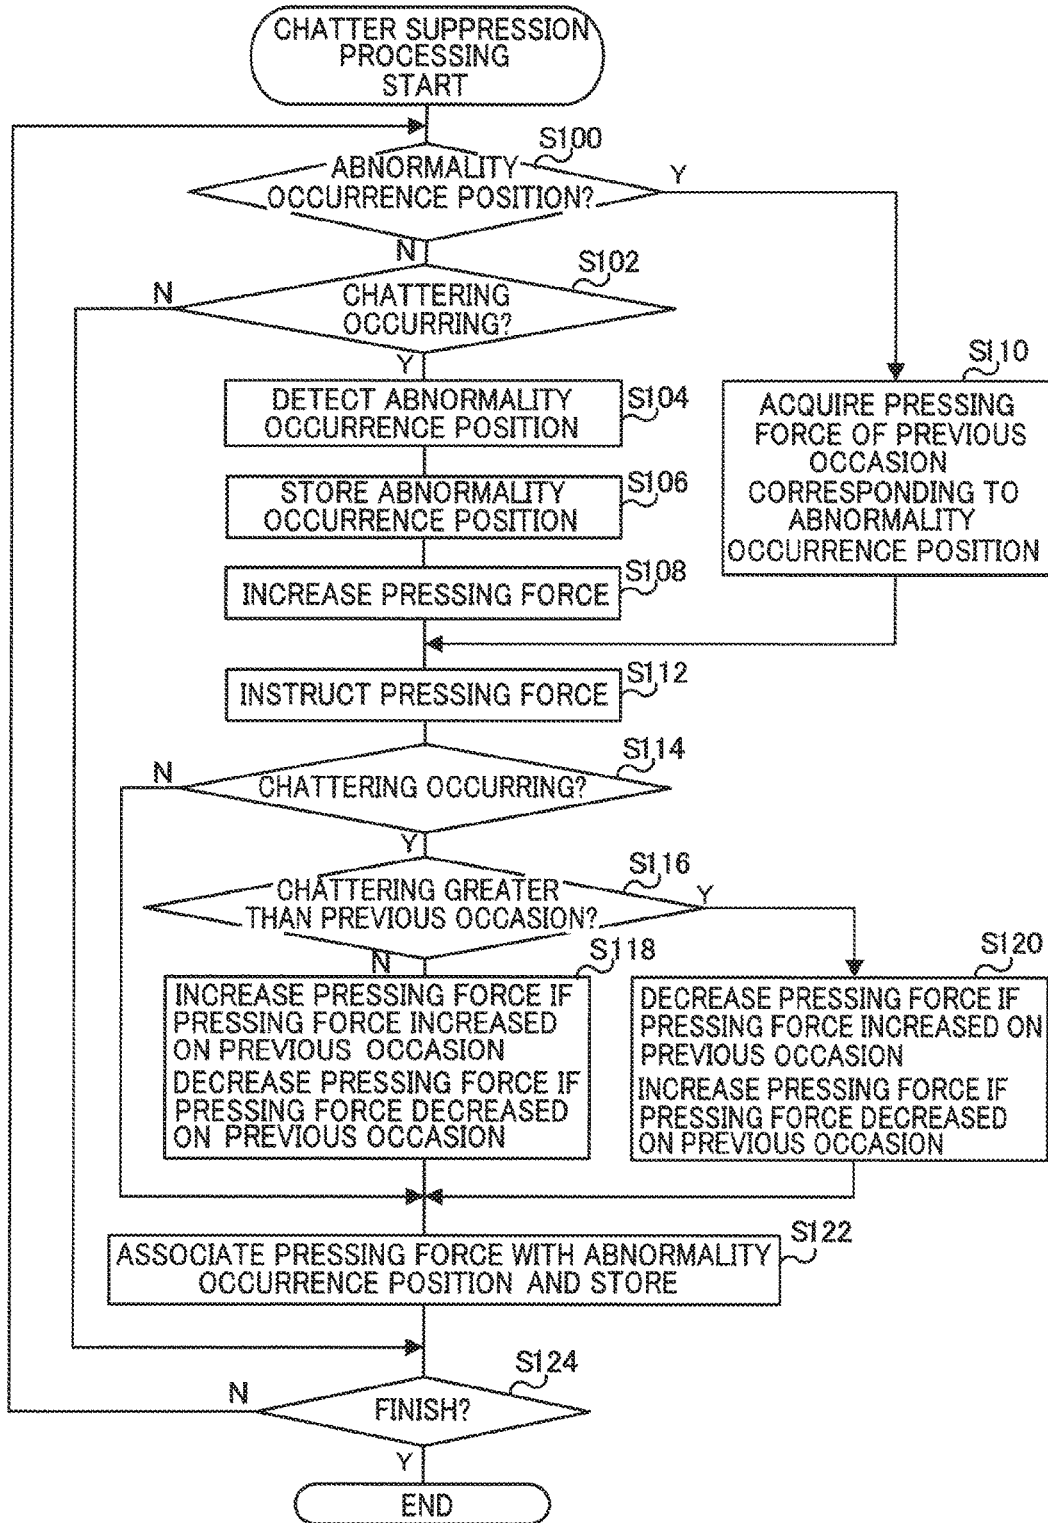 CHATTER SUPPRESSION
PROCESSING
START
S100
ABNORMALITY
OCCURRENCE POSITION?
Y
N
S102
N
CHATTERING
OCCURRING?
Y
S104
DETECT ABNORMALITY
OCCURRENCE POSITION
S110
ACQUIRE PRESSING
FORCE OF PREVIOUS
OCCASION
CORRESPONDING TO
ABNORMALITY
OCCURRENCE POSITION
S106
STORE ABNORMALITY
OCCURRENCE POSITION
S108
INCREASE PRESSING FORCE
S112
INSTRUCT PRESSING FORCE
S114
N
CHATTERING OCCURRING?
Y
S116
CHATTERING GREATER
THAN PREVIOUS OCCASION?
Y
N
S118
INCREASE PRESSING FORCE IF
PRESSING FORCE INCREASED
ON PREVIOUS OCCASION
DECREASE PRESSING FORCE IF
PRESSING FORCE DECREASED
ON PREVIOUS OCCASION
S120
DECREASE PRESSING FORCE IF
PRESSING FORCE INCREASED ON
PREVIOUS OCCASION
INCREASE PRESSING FORCE IF
PRESSING FORCE DECREASED
ON PREVIOUS OCCASION
S122
ASSOCIATE PRESSING FORCE WITH ABNORMALITY
OCCURRENCE POSITION AND STORE
S124
N
FINISH?
Y
END